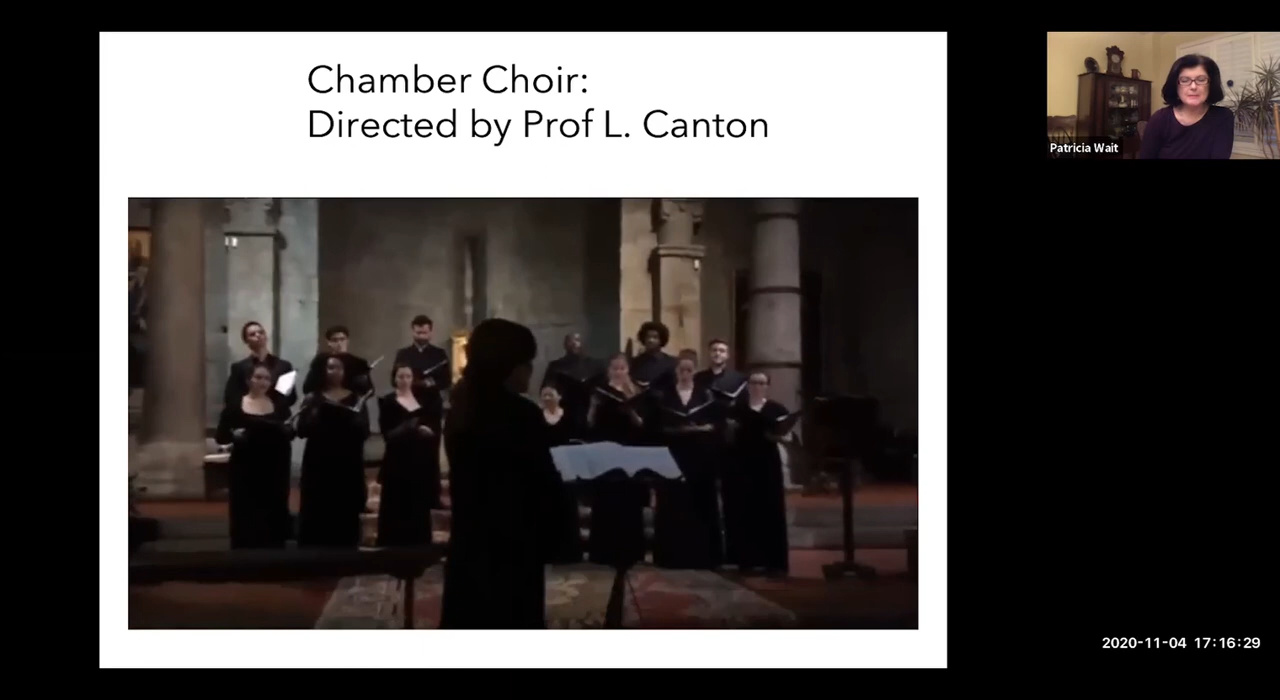 Chamber Choir:
Directed by Prof L. Canton
Patricia Wait
2020-11-04 17:16:29